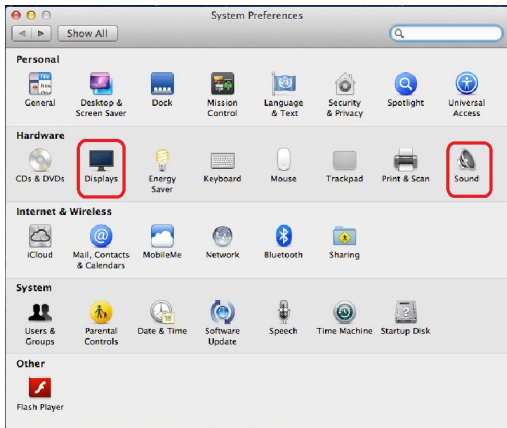 System Preferences
Show All
Personal
General
Desktop &
Screen Saver
Dock
Mission
Control
Language
& Text
Security
& Privacy
Spotlight
Universal
Access
Hardware
CDs & DVDs
Displays
Energy
Saver
Keyboard
Mouse
Trackpad
Print & Scan
Sound
Internet & Wireless
iCloud
Mail, Contacts
& Calendars
MobileMe
Network
Bluetooth
Sharing
System
Users &
Groups
Parental
Controls
Date & Time
Software
Update
Speech
Time Machine
Startup Disk
Other
Flash Player